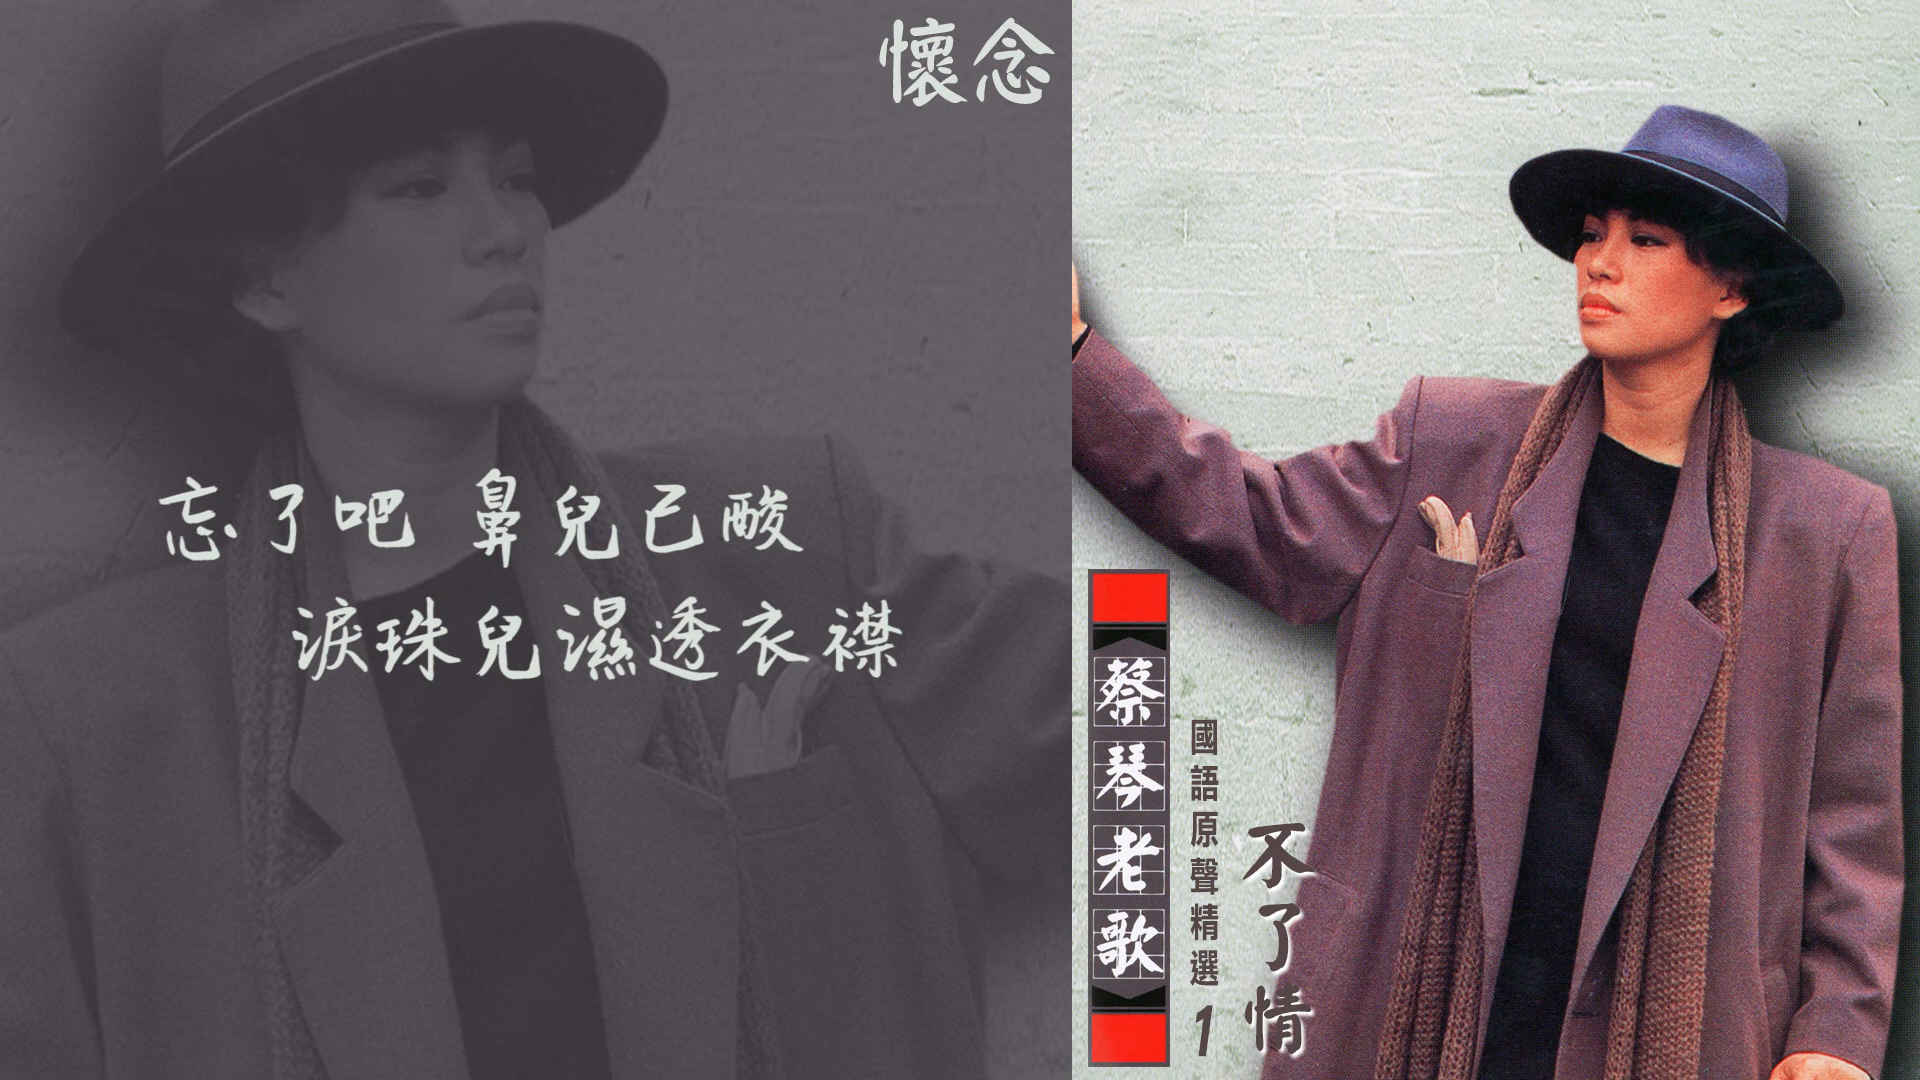 懷念
忘了吧 鼻兒已酸
淚珠兒濕透衣襟
蔡琴老歌
國語原聲精選1
不了情